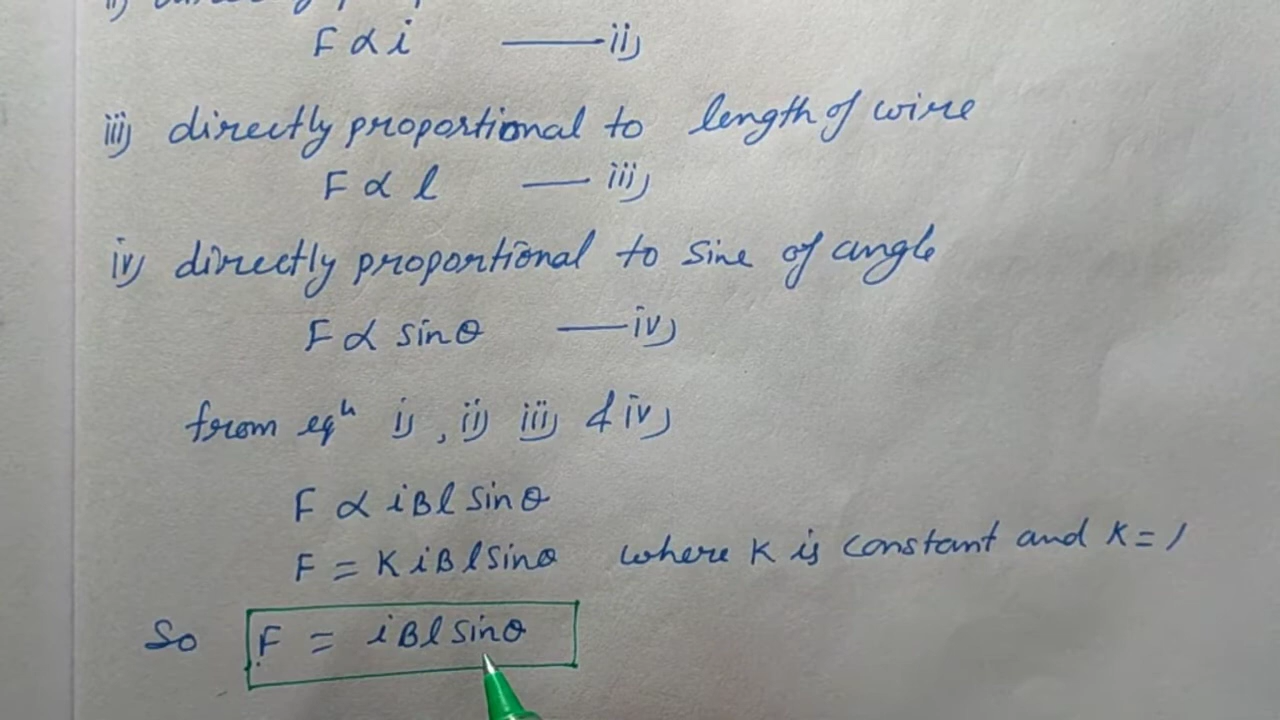 F ∝ i —— ii)
iii) directly proportional to length of wire
F ∝ l — iii)
iv) directly proportional to sine of angle
F ∝ sinθ —— iv)
from eqⁿ i), ii) iii) & iv)
F ∝ iBl sinθ
F = K i B l sinθ where K is constant and K = 1
So F = iBl sinθ